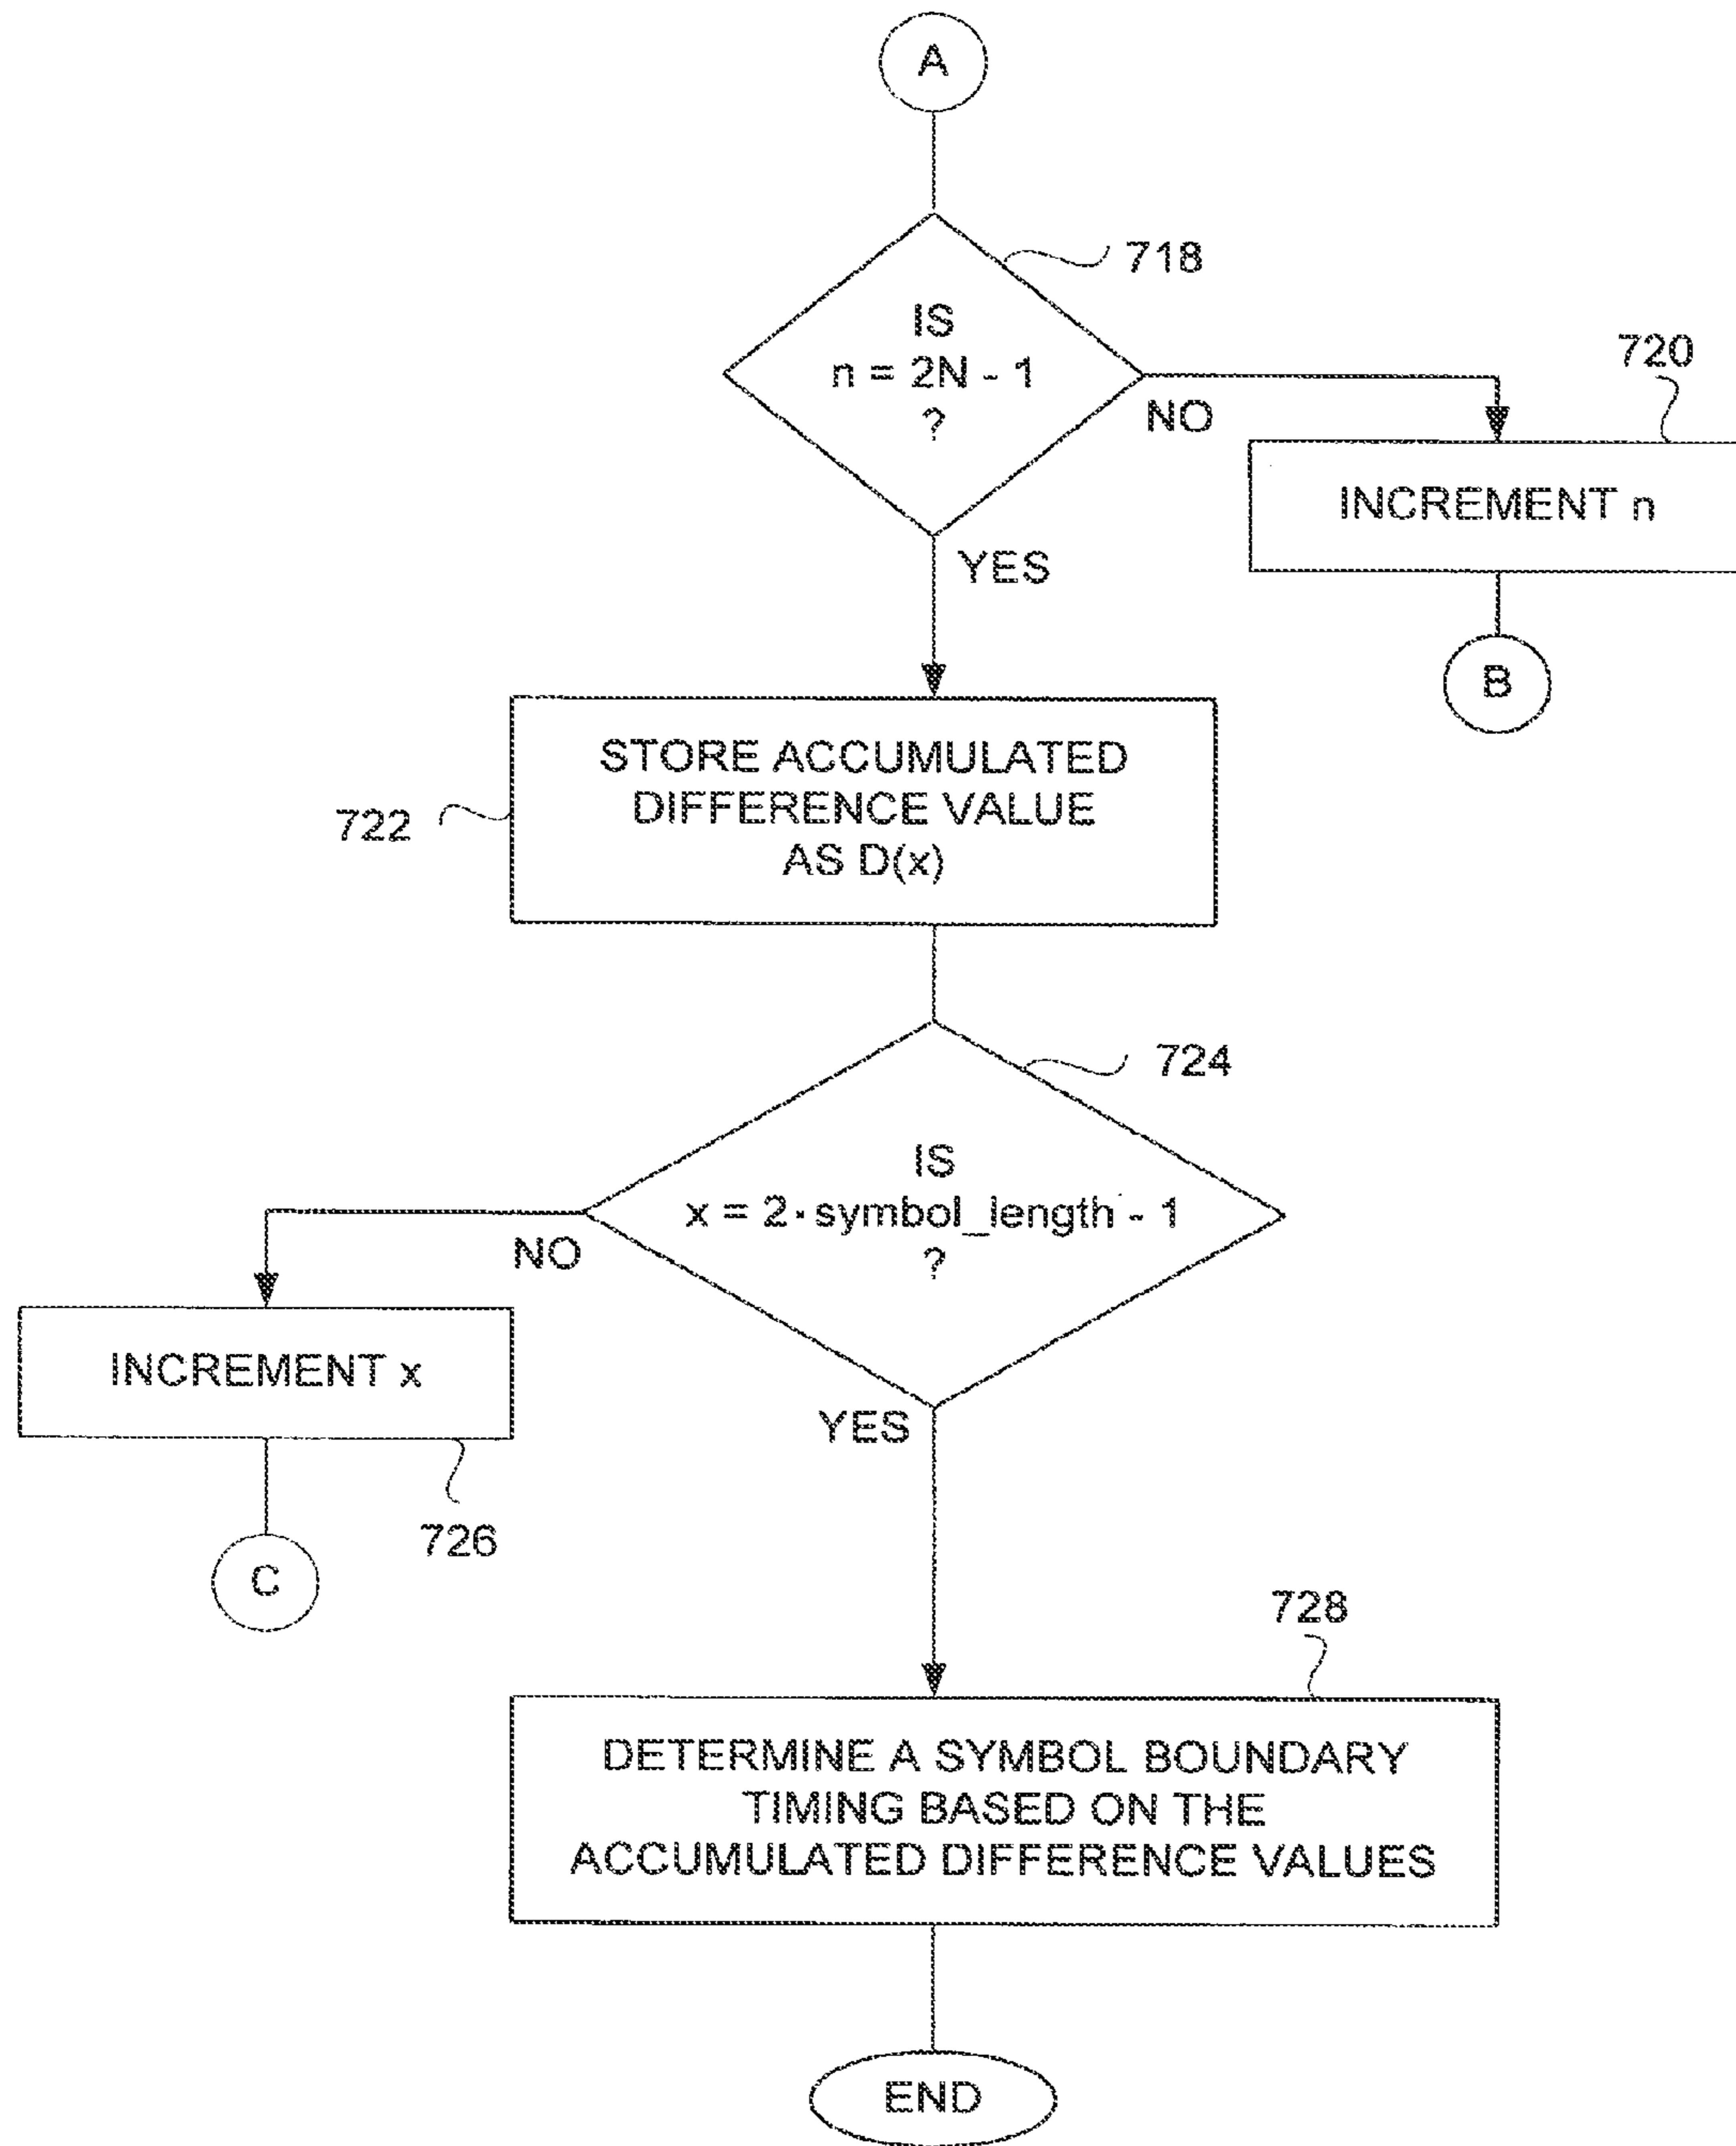 A
718
IS
n = 2N - 1
?
NO
YES
720
INCREMENT n
B
STORE ACCUMULATED
DIFFERENCE VALUE
AS D(x)
722
724
IS
x = 2 · symbol_length - 1
?
NO
YES
INCREMENT x
726
C
728
DETERMINE A SYMBOL BOUNDARY
TIMING BASED ON THE
ACCUMULATED DIFFERENCE VALUES
END